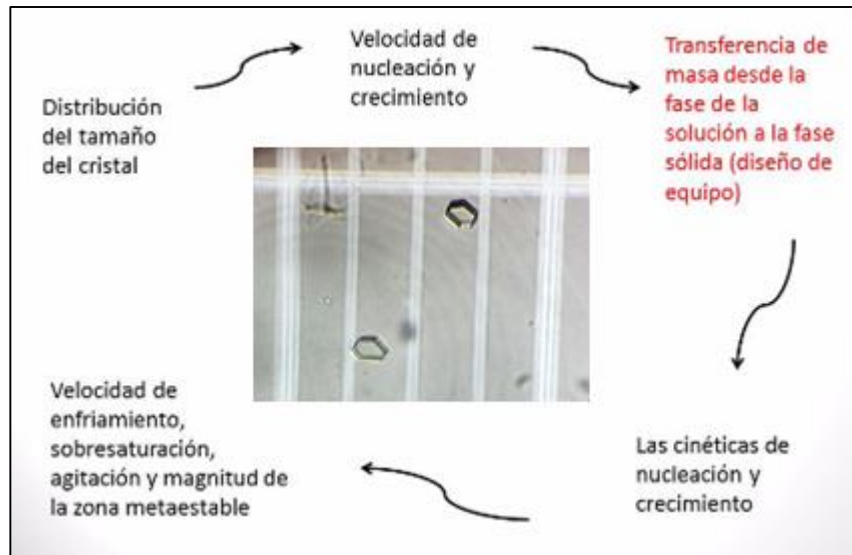 Distribución
del tamaño
del cristal
Velocidad de
nucleación y
crecimiento
Transferencia de
masa desde la
fase de la
solución a la fase
sólida (diseño de
equipo)
Las cinéticas de
nucleación y
crecimiento
Velocidad de
enfriamiento,
sobresaturación,
agitación y magnitud de
la zona metaestable